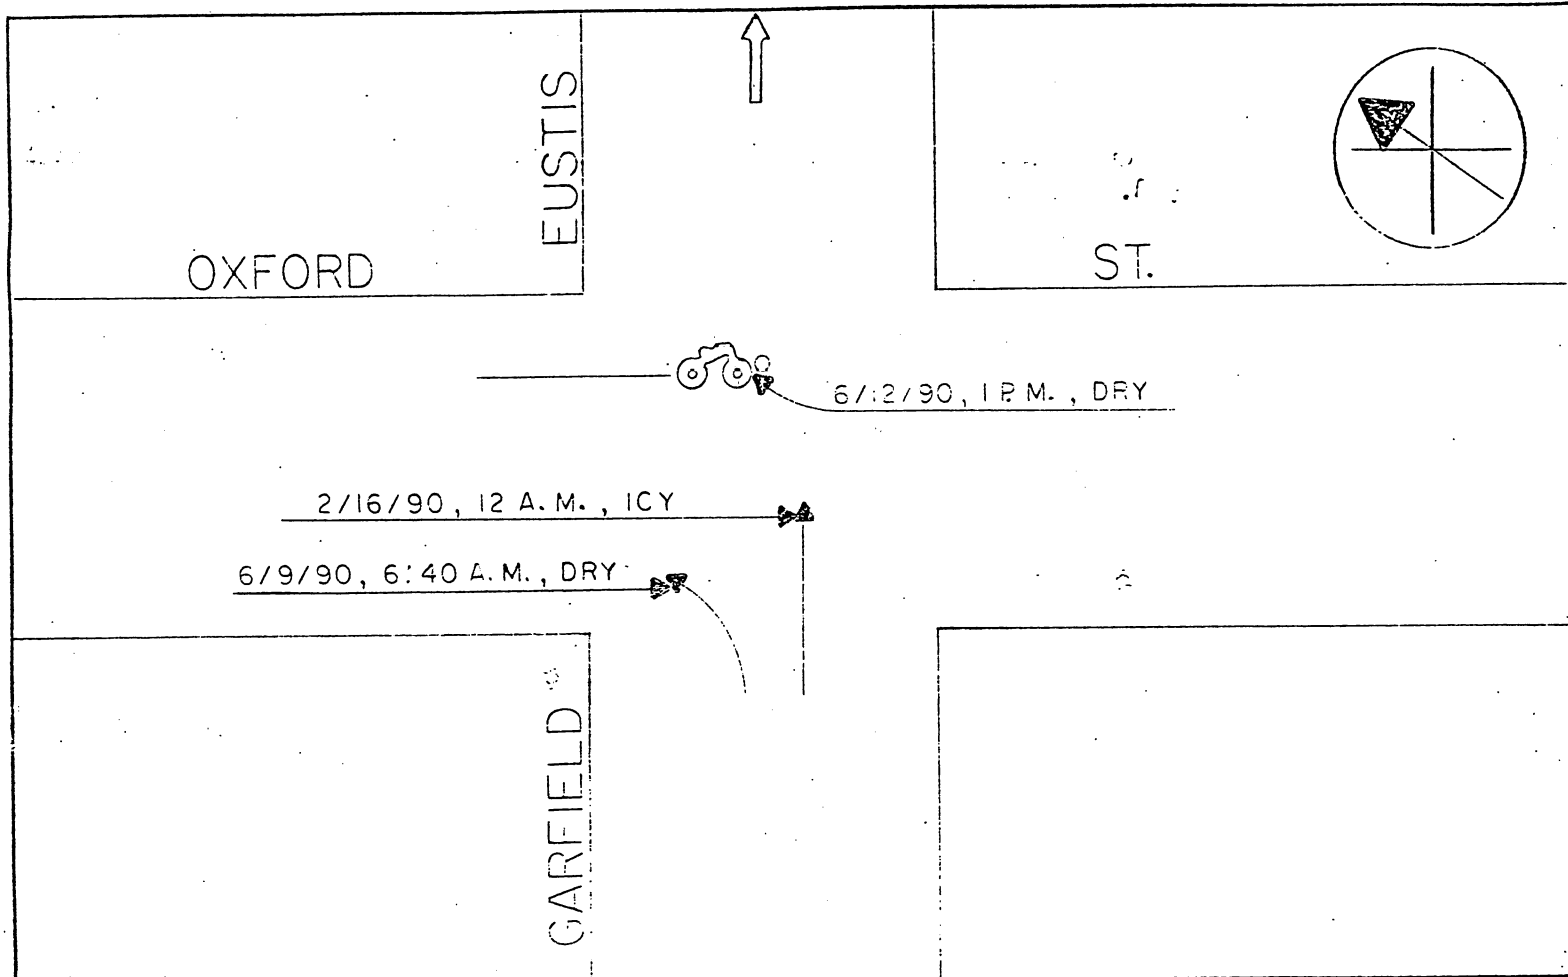 EUSTIS
OXFORD
ST.
6/12/90, 1 P.M., DRY
2/16/90, 12 A.M., ICY
6/9/90, 6:40 A.M., DRY
GARFIELD